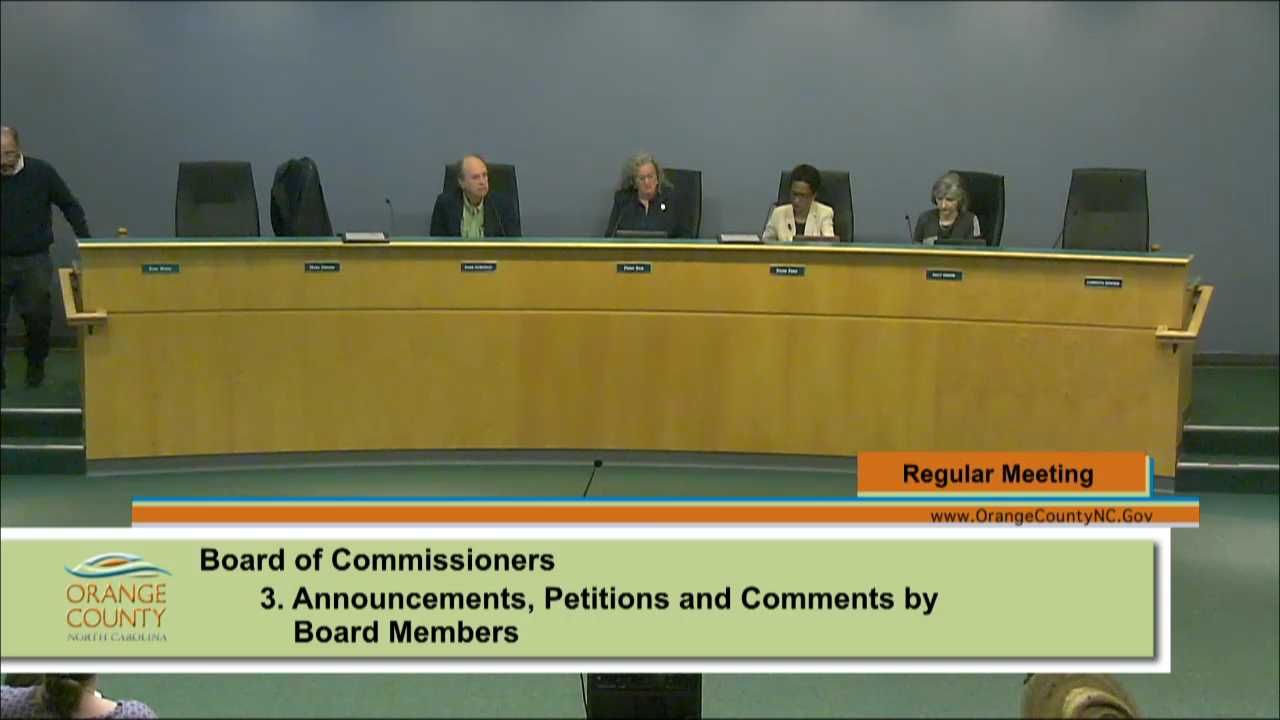 Regular Meeting
www.OrangeCountyNC.Gov
Board of Commissioners
3. Announcements, Petitions and Comments by
Board Members
ORANGE
COUNTY
NORTH CAROLINA